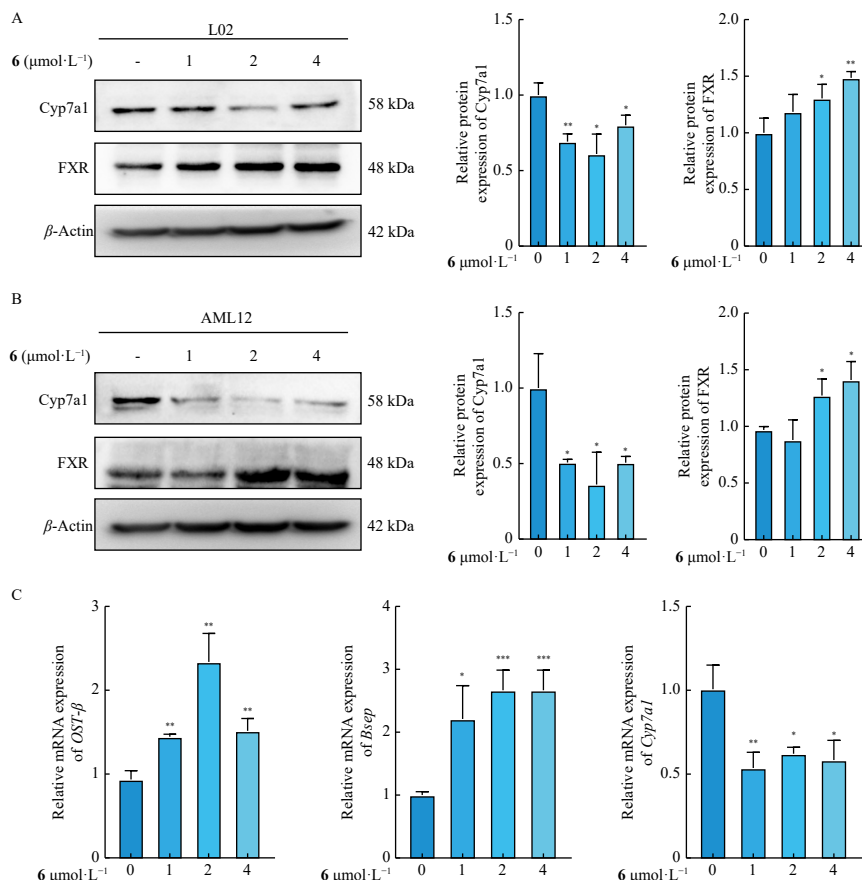 A
L02
6 (μmol·L⁻¹) - 1 2 4
Cyp7a1 58 kDa
FXR 48 kDa
β-Actin 42 kDa
Relative protein
expression of Cyp7a1
1.5
1.0
0.5
0
** * *
6 μmol·L⁻¹ 0 1 2 4
Relative protein
expression of FXR
2.0
1.5
1.0
0.5
0
* **
6 μmol·L⁻¹ 0 1 2 4
B
AML12
6 (μmol·L⁻¹) - 1 2 4
Cyp7a1 58 kDa
FXR 48 kDa
β-Actin 42 kDa
Relative protein
expression of Cyp7a1
1.5
1.0
0.5
0
* * *
6 μmol·L⁻¹ 0 1 2 4
Relative protein
expression of FXR
2.0
1.5
1.0
0.5
0
* *
6 μmol·L⁻¹ 0 1 2 4
C
Relative mRNA expression
of OST-β
3
2
1
0
** ** **
6 μmol·L⁻¹ 0 1 2 4
Relative mRNA expression
of Bsep
4
3
2
1
0
* *** ***
6 μmol·L⁻¹ 0 1 2 4
Relative mRNA expression
of Cyp7a1
1.5
1.0
0.5
0
** * *
6 μmol·L⁻¹ 0 1 2 4